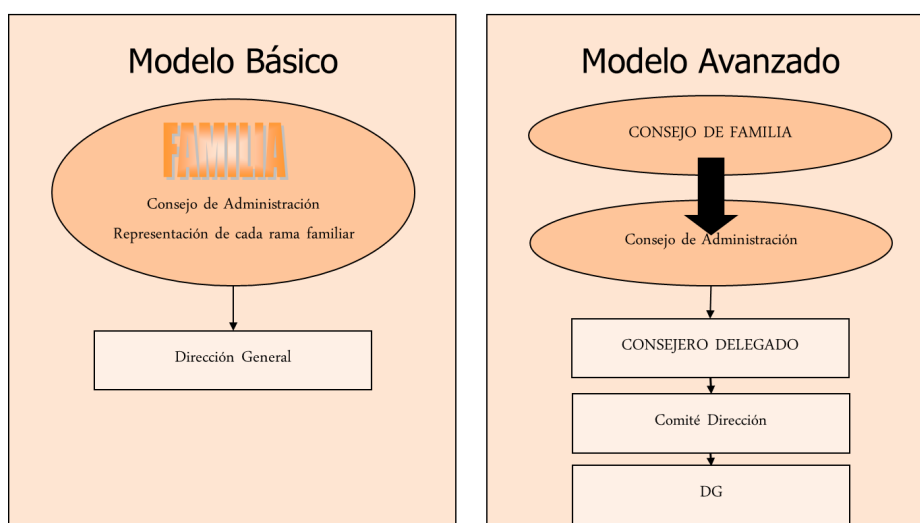 Modelo Básico
FAMILIA
Consejo de Administración
Representación de cada rama familiar
Dirección General
Modelo Avanzado
CONSEJO DE FAMILIA
Consejo de Administración
CONSEJERO DELEGADO
Comité Dirección
DG